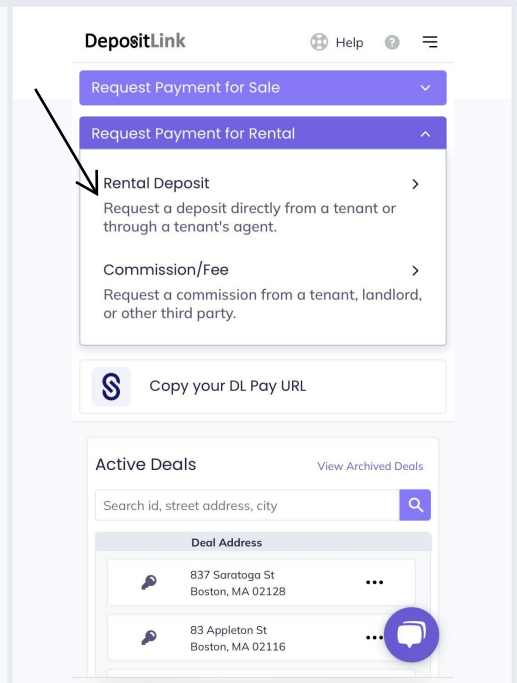 DepositLink
Help ?
Request Payment for Sale
Request Payment for Rental
Rental Deposit
Request a deposit directly from a tenant or
through a tenant's agent.
Commission/Fee
Request a commission from a tenant, landlord,
or other third party.
Copy your DL Pay URL
Active Deals
View Archived Deals
Search id, street address, city
Deal Address
837 Saratoga St
Boston, MA 02128
83 Appleton St
Boston, MA 02116